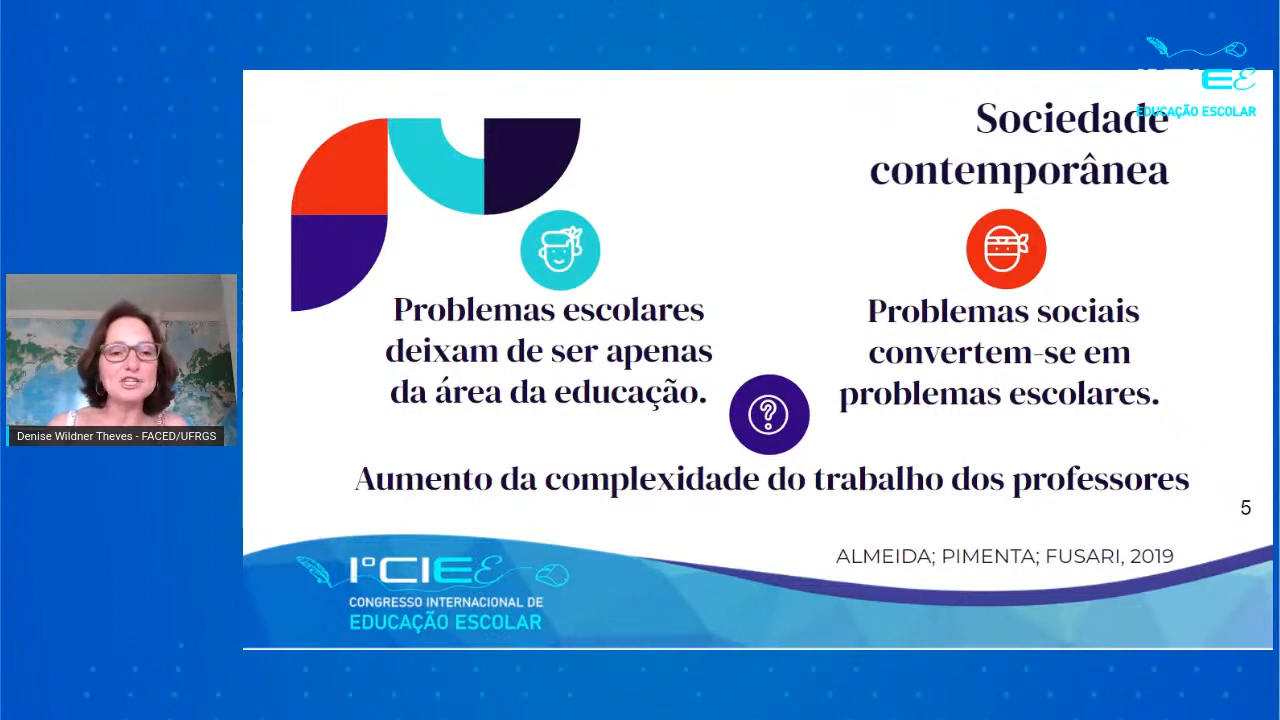 EDUCAÇÃO ESCOLAR
Sociedade
contemporânea
Problemas escolares
deixam de ser apenas
da área da educação.
Problemas sociais
convertem-se em
problemas escolares.
Aumento da complexidade do trabalho dos professores
5
ALMEIDA; PIMENTA; FUSARI, 2019
Denise Wildner Theves - FACED/UFRGS
IºCIEE
CONGRESSO INTERNACIONAL DE
EDUCAÇÃO ESCOLAR